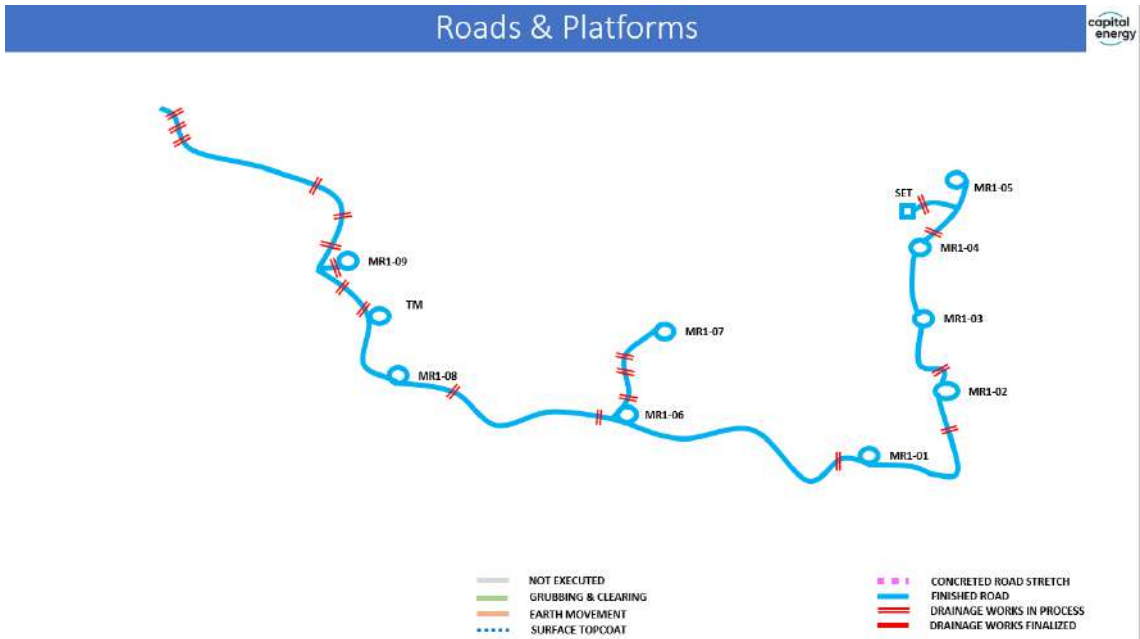 Roads & Platforms
capital
energy
MR1-05
SET
MR1-04
MR1-09
TM
MR1-03
MR1-07
MR1-08
MR1-02
MR1-06
MR1-01
NOT EXECUTED
GRUBBING & CLEARING
EARTH MOVEMENT
SURFACE TOPCOAT
CONCRETED ROAD STRETCH
FINISHED ROAD
DRAINAGE WORKS IN PROCESS
DRAINAGE WORKS FINALIZED